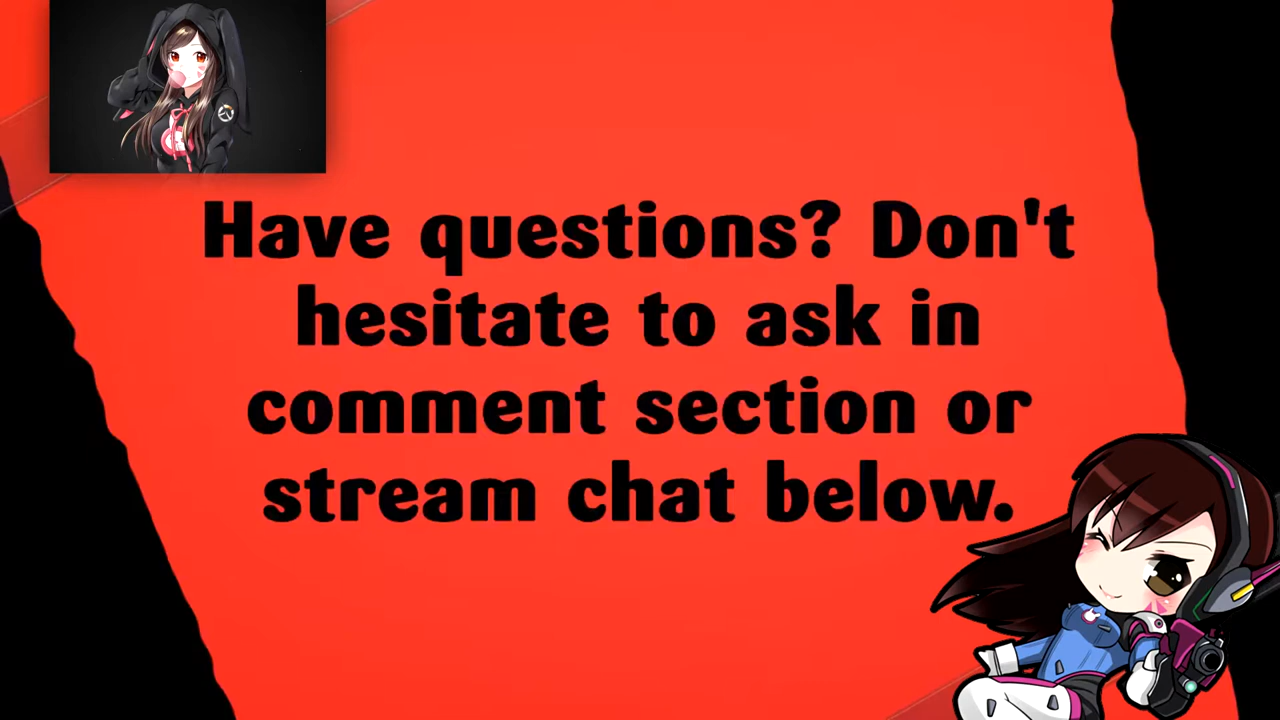 Have questions? Don't
hesitate to ask in
comment section or
stream chat below.